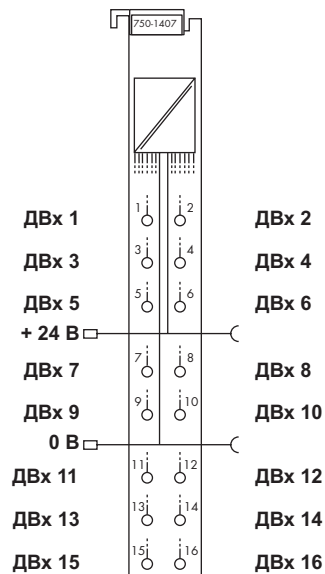 750-1407
1 2
ДВх 1 ДВх 2
3 4
ДВх 3 ДВх 4
5 6
ДВх 5 ДВх 6
+ 24 В
7 8
ДВх 7 ДВх 8
9 10
ДВх 9 ДВх 10
0 В
11 12
ДВх 11 ДВх 12
13 14
ДВх 13 ДВх 14
15 16
ДВх 15 ДВх 16